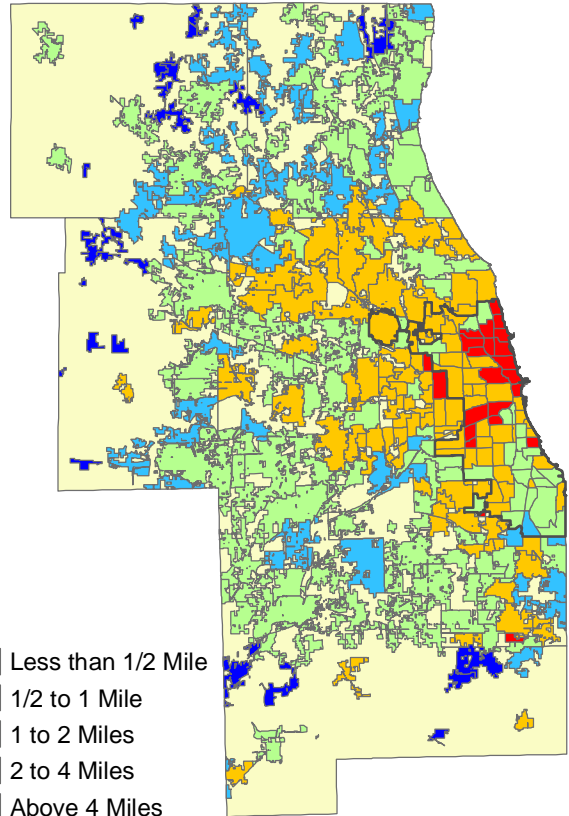 Less than 1/2 Mile
1/2 to 1 Mile
1 to 2 Miles
2 to 4 Miles
Above 4 Miles